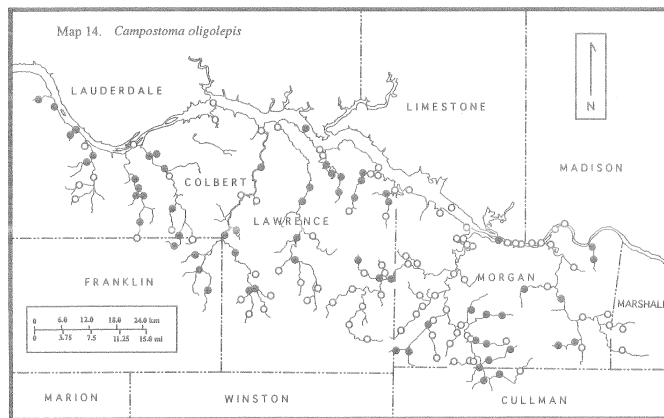 Map 14. Campostoma oligolepis
LAUDERDALE
LIMESTONE
N
MADISON
COLBERT
LAWRENCE
FRANKLIN
MORGAN
MARSHALL
0 6.0 12.0 18.0 24.0 km
0 3.75 7.5 11.25 15.0 mi
MARION
WINSTON
CULLMAN